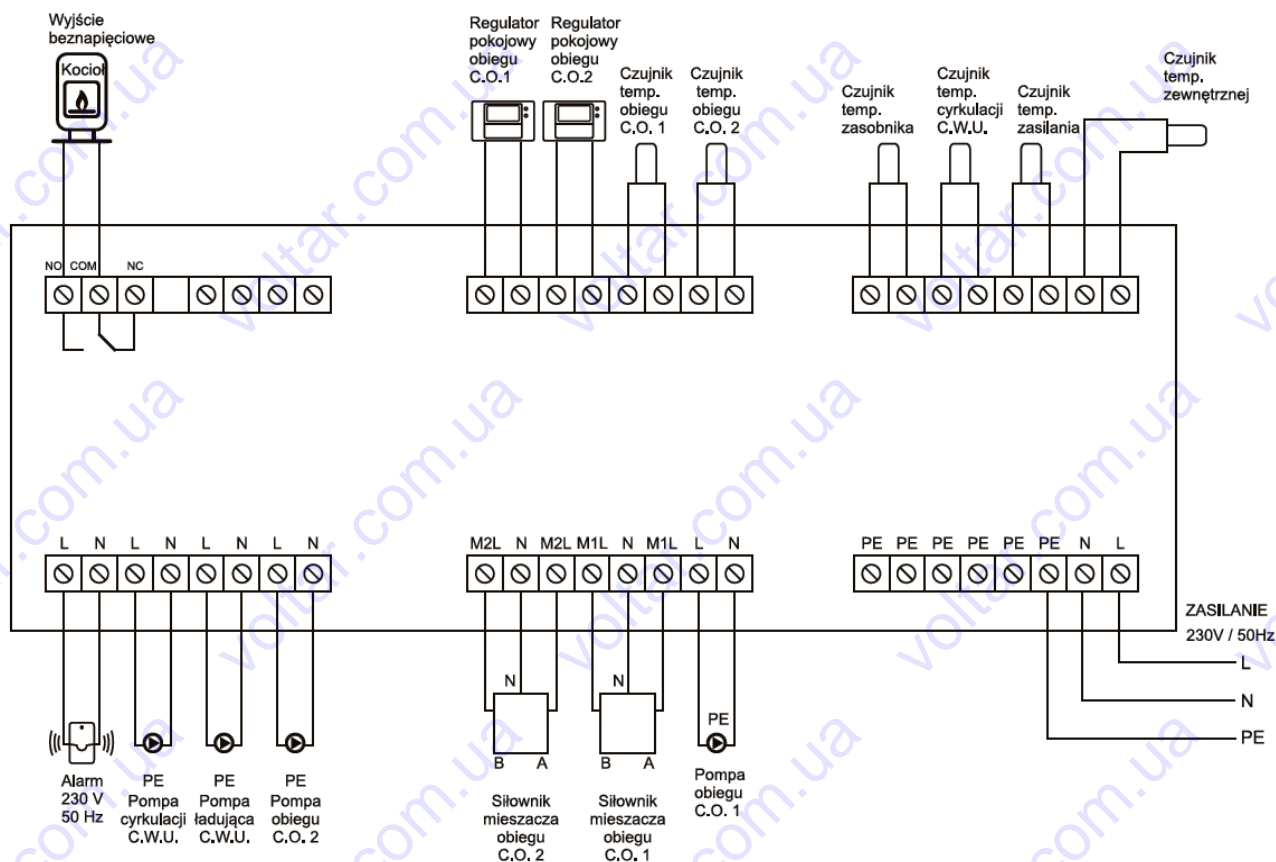 Wyjście
beznapięciowe
Kocioł
Regulator
pokojowy
obiegu
C.O.1
Regulator
pokojowy
obiegu
C.O.2
Czujnik
temp.
obiegu
C.O. 1
Czujnik
temp.
obiegu
C.O. 2
Czujnik
temp.
zasobnika
Czujnik
temp.
cyrkulacji
C.W.U.
Czujnik
temp.
zasilania
Czujnik
temp.
zewnętrznej
NO COM NC
L N L N L N L N
M2L N M2L M1L N M1L L N
PE PE PE PE PE PE N L
ZASILANIE
230V / 50Hz
L
N
PE
Alarm
230 V
50 Hz
PE
Pompa
cyrkulacji
C.W.U.
PE
Pompa
ładująca
C.W.U.
PE
Pompa
obiegu
C.O. 2
N
B A
Siłownik
mieszacza
obiegu
C.O. 2
N
B A
Siłownik
mieszacza
obiegu
C.O. 1
PE
Pompa
obiegu
C.O. 1
voltar.com.ua